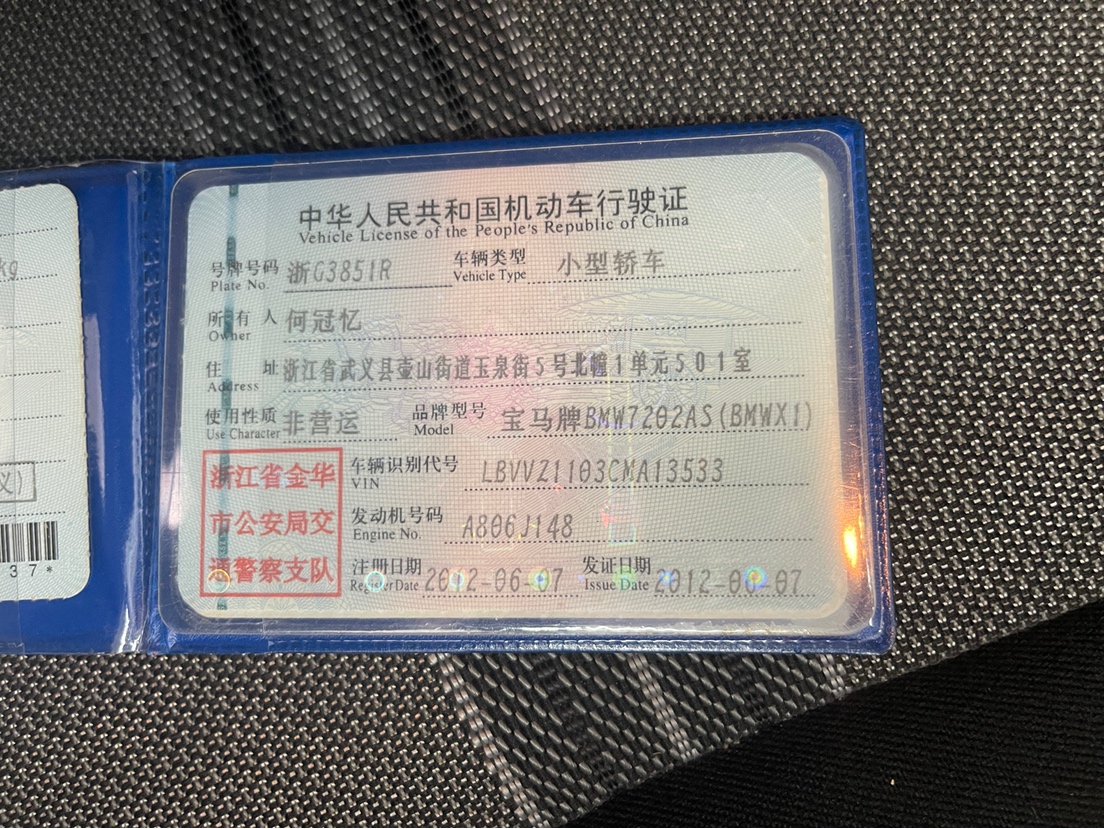 中华人民共和国机动车行驶证
Vehicle License of the People's Republic of China
号牌号码 浙G3851R 车辆类型 小型轿车
Plate No. Vehicle Type
所有人 何冠忆
Owner
住址 浙江省武义县壶山街道玉泉街5号北幢1单元501室
Address
使用性质 非营运 品牌型号 宝马牌BMW7202AS(BMWX1)
Use Character Model
浙江省金华
市公安局交
通警察支队
车辆识别代号 LBVVZ1103CMA13533
VIN
发动机号码 A806J148
Engine No.
注册日期 2012-06-07 发证日期 2012-06-07
Register Date Issue Date
kg
义)
37*